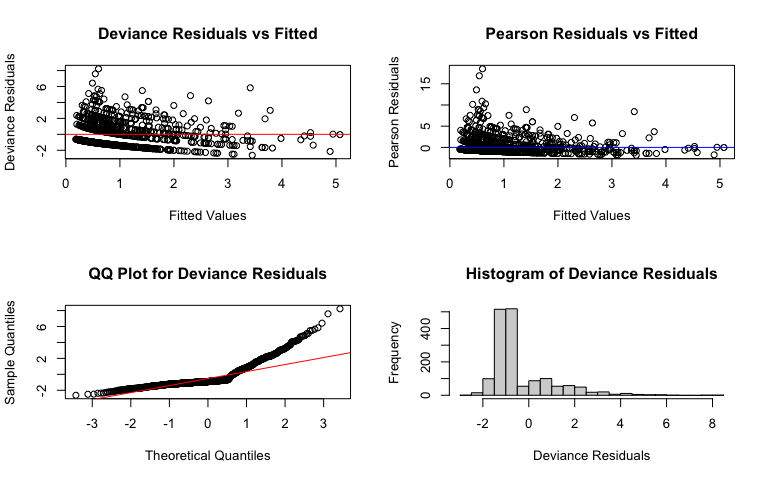 Deviance Residuals vs Fitted
Deviance Residuals
6
2
-2
0 1 2 3 4 5
Fitted Values
Pearson Residuals vs Fitted
Pearson Residuals
15
5
0
0 1 2 3 4 5
Fitted Values
QQ Plot for Deviance Residuals
Sample Quantiles
6
2
-2
-3 -2 -1 0 1 2 3
Theoretical Quantiles
Histogram of Deviance Residuals
Frequency
400
200
0
-2 0 2 4 6 8
Deviance Residuals